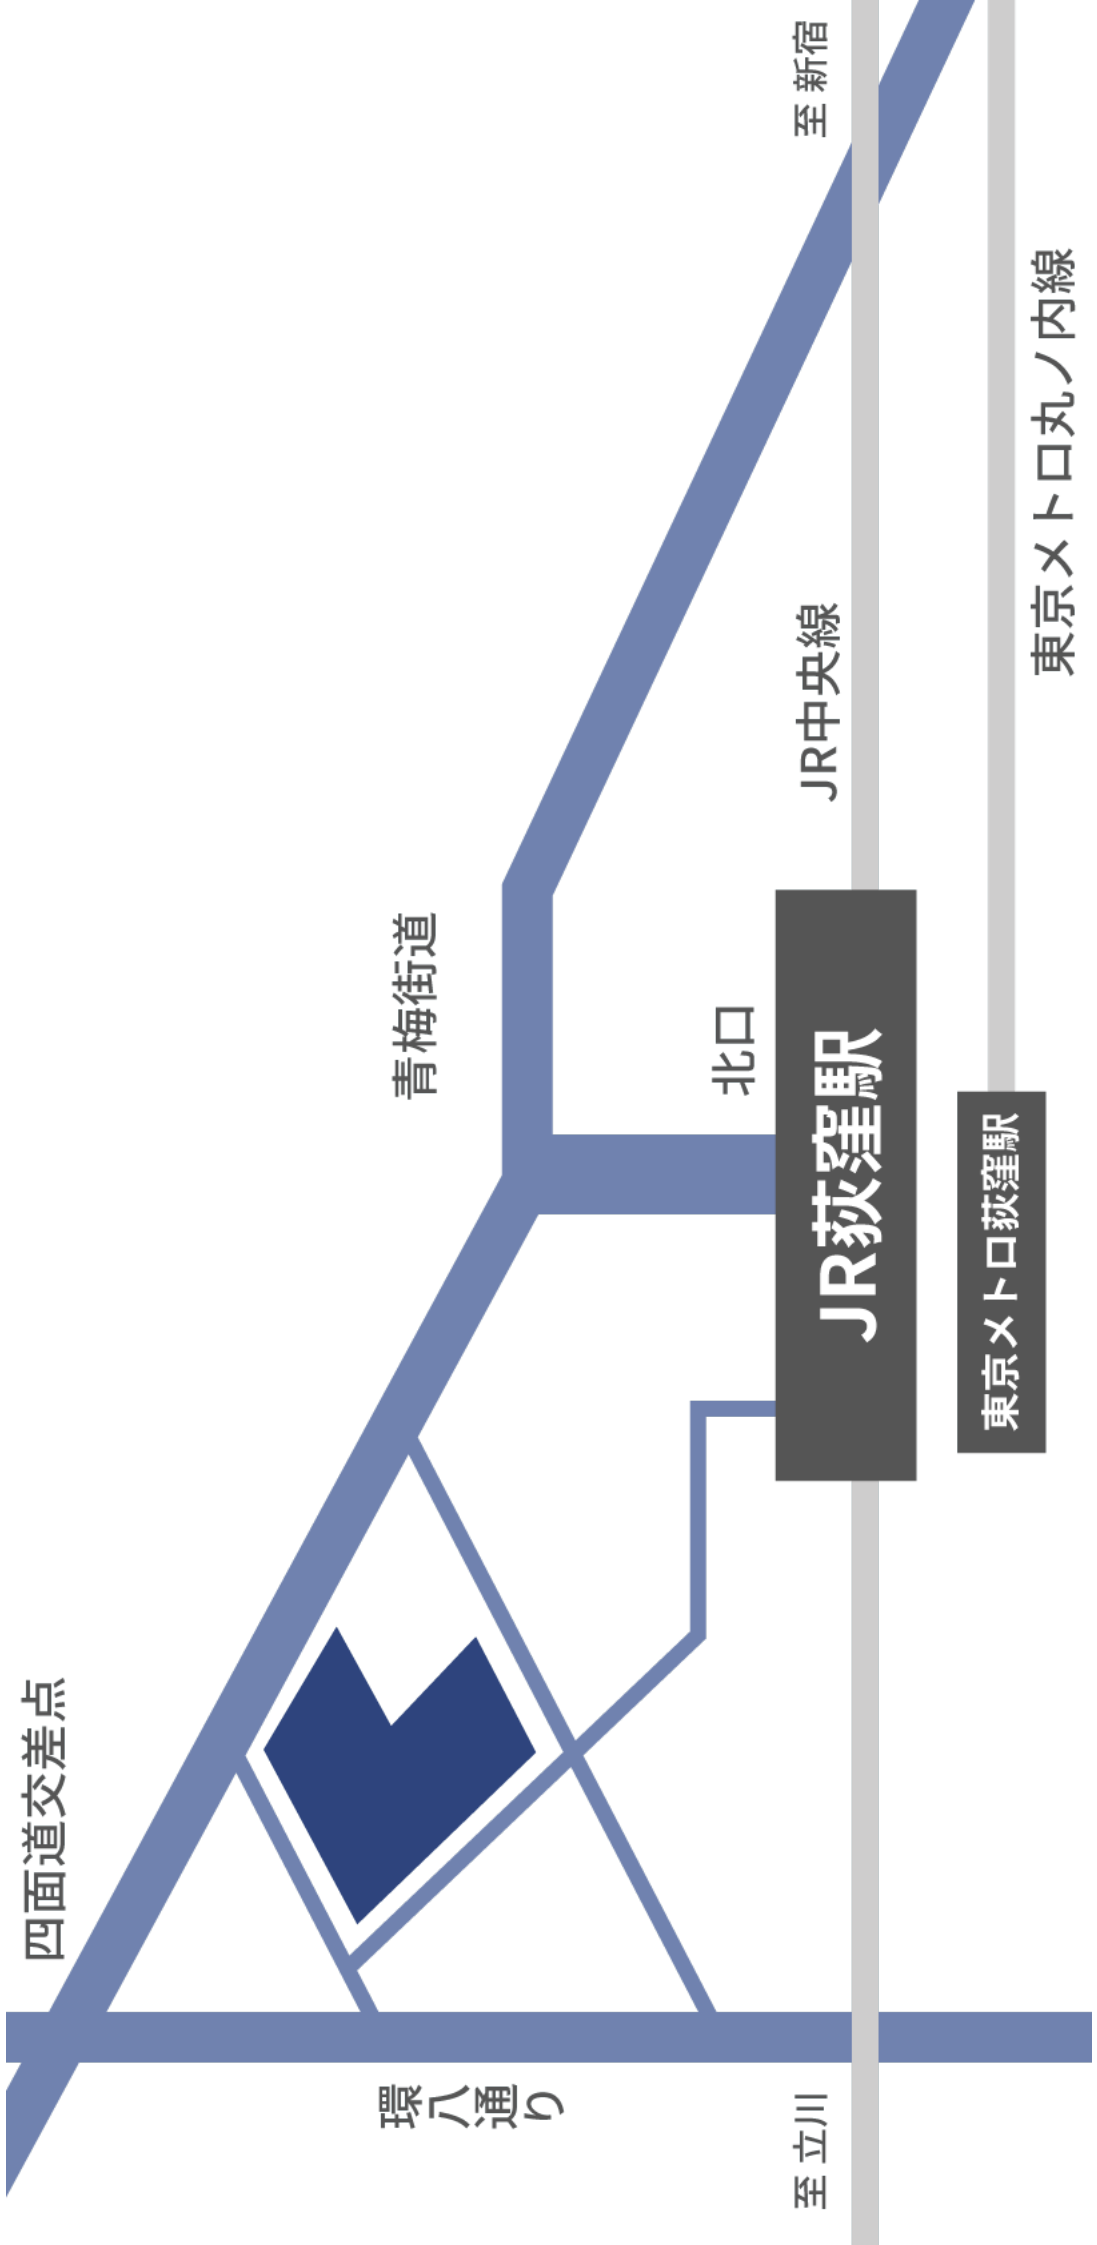 四面道交差点
青梅街道
環八通り
北口
至 立川
JR中央線
至 新宿
JR荻窪駅
東京メトロ荻窪駅
東京メトロ丸ノ内線